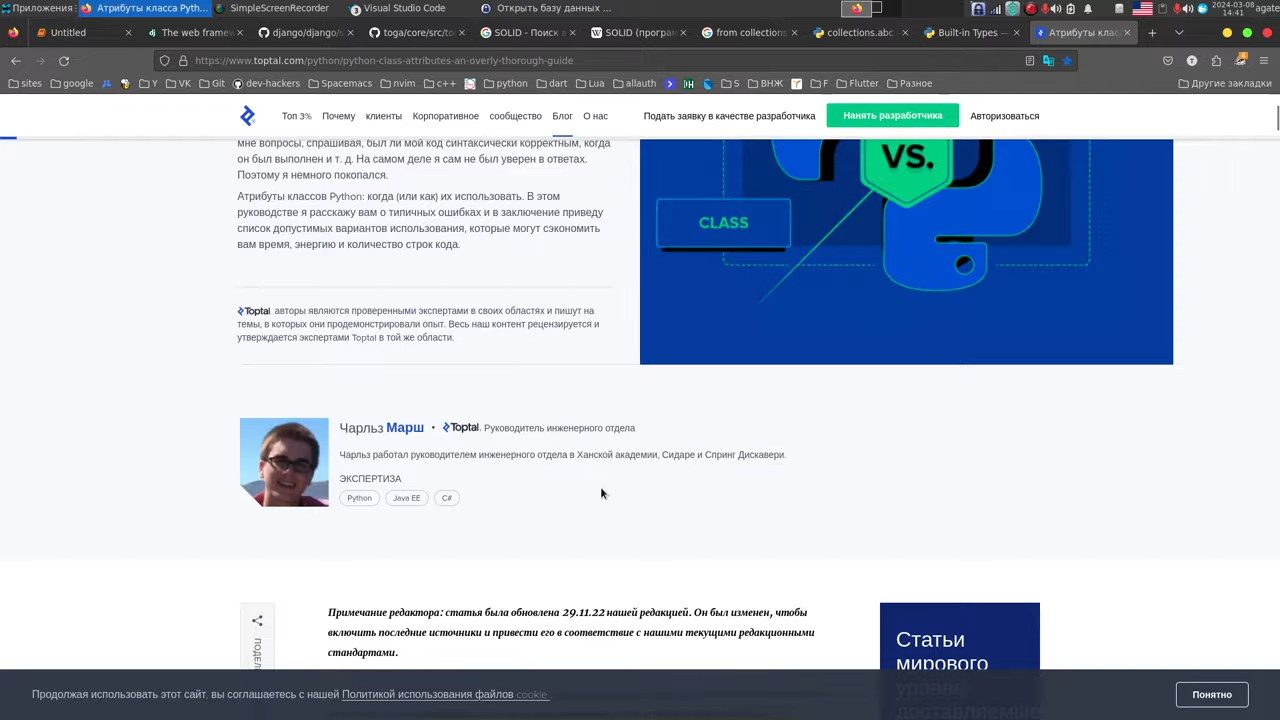 Приложения
Атрибуты класса Pyth...
SimpleScreenRecorder
Visual Studio Code
Открыть базу данных ...
2024-03-08
14:41
agate
Untitled
The web framew
django/django/s
toga/core/src/to
SOLID - Поиск в
SOLID (програм
from collections
collections.abc
Built-in Types —
Атрибуты клас
https://www.toptal.com/python/python-class-attributes-an-overly-thorough-guide
sites
google
Y
VK
Git
dev-hackers
Spacemacs
nvim
c++
python
dart
Lua
allauth
S
ВНЖ
F
Flutter
Разное
Другие закладки
Топ 3%
Почему
клиенты
Корпоративное
сообщество
Блог
О нас
Подать заявку в качестве разработчика
Нанять разработчика
Авторизоваться
мне вопросы, спрашивая, был ли мой код синтаксически корректным, когда
он был выполнен и т. д. На самом деле я сам не был уверен в ответах.
Поэтому я немного покопался.
Атрибуты классов Python: когда (или как) их использовать. В этом
руководстве я расскажу вам о типичных ошибках и в заключение приведу
список допустимых вариантов использования, которые могут сэкономить
вам время, энергию и количество строк кода.
VS.
CLASS
Toptal авторы являются проверенными экспертами в своих областях и пишут на
темы, в которых они продемонстрировали опыт. Весь наш контент рецензируется и
утверждается экспертами Toptal в той же области.
Чарльз Марш • Toptal. Руководитель инженерного отдела
Чарльз работал руководителем инженерного отдела в Ханской академии, Сидаре и Спринг Дискавери.
ЭКСПЕРТИЗА
Python
Java EE
C#
Примечание редактора: статья была обновлена 29.11.22 нашей редакцией. Он был изменен, чтобы
включить последние источники и привести его в соответствие с нашими текущими редакционными
стандартами.
Статьи
мирового
уровня,
доставляемые
Продолжая использовать этот сайт, вы соглашаетесь с нашей Политикой использования файлов cookie .
Понятно